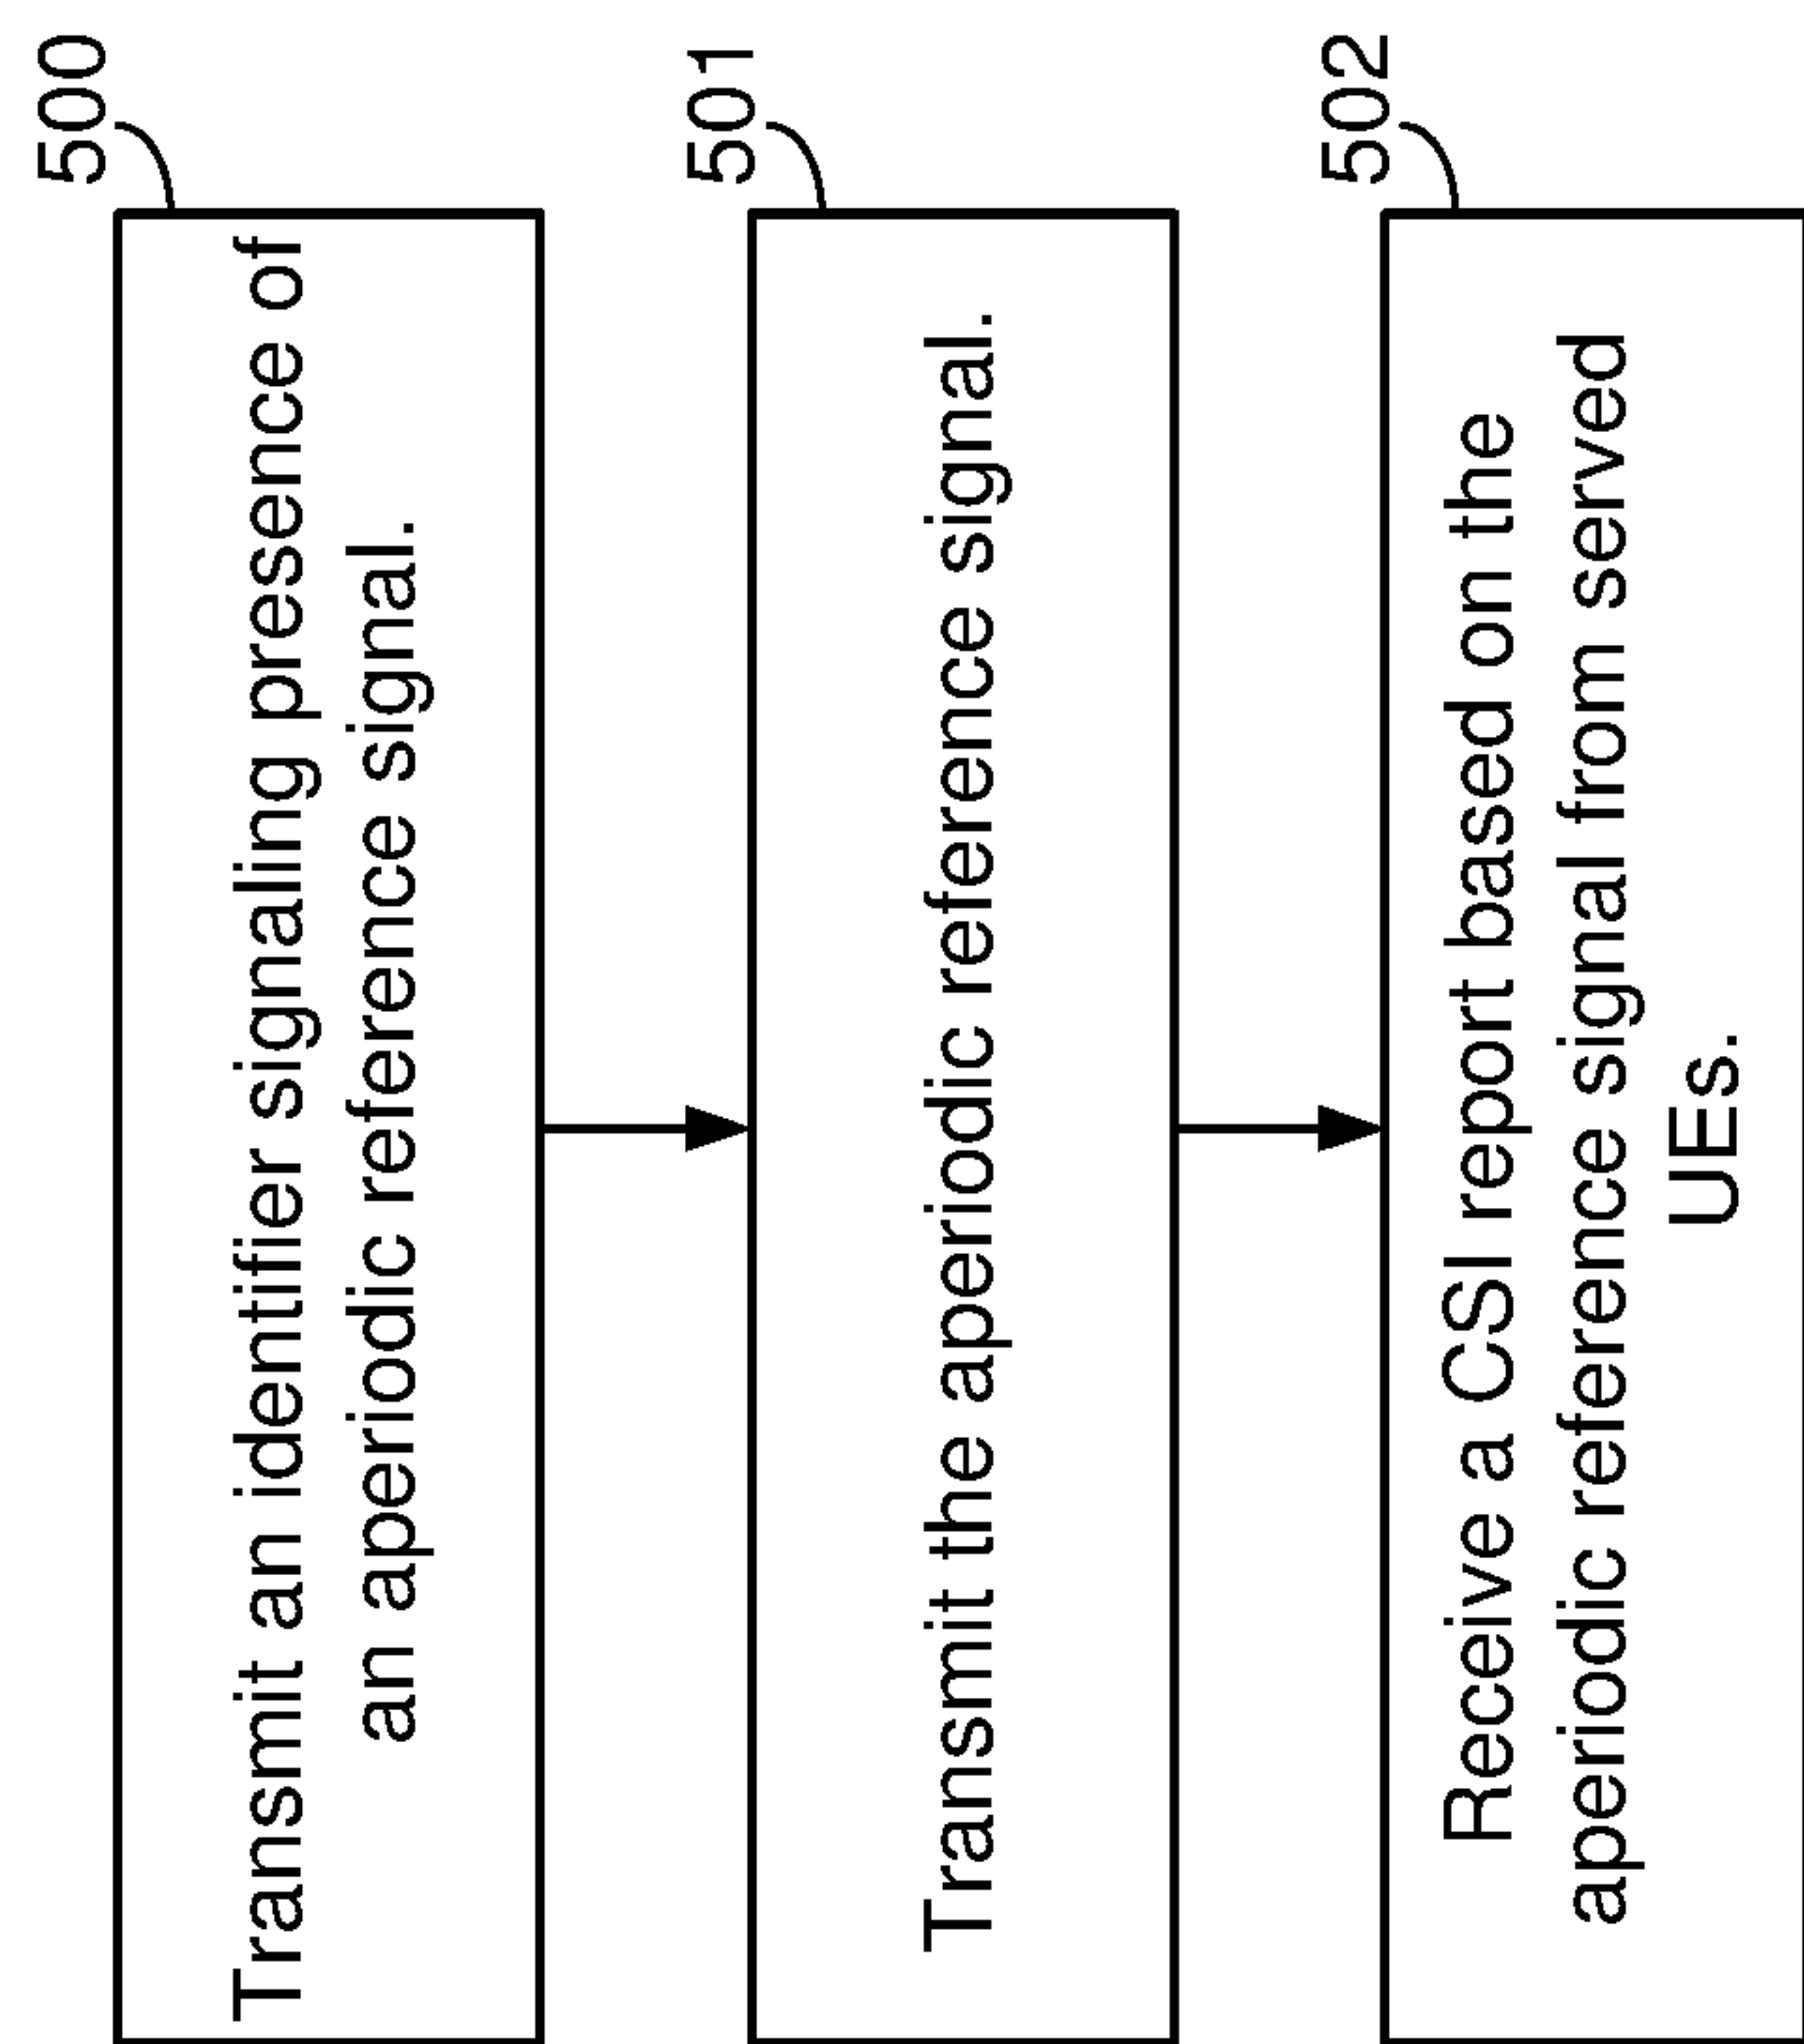 500
Transmit an identifier signaling presence of
an aperiodic reference signal.
501
Transmit the aperiodic reference signal.
502
Receive a CSI report based on the
aperiodic reference signal from served
UEs.